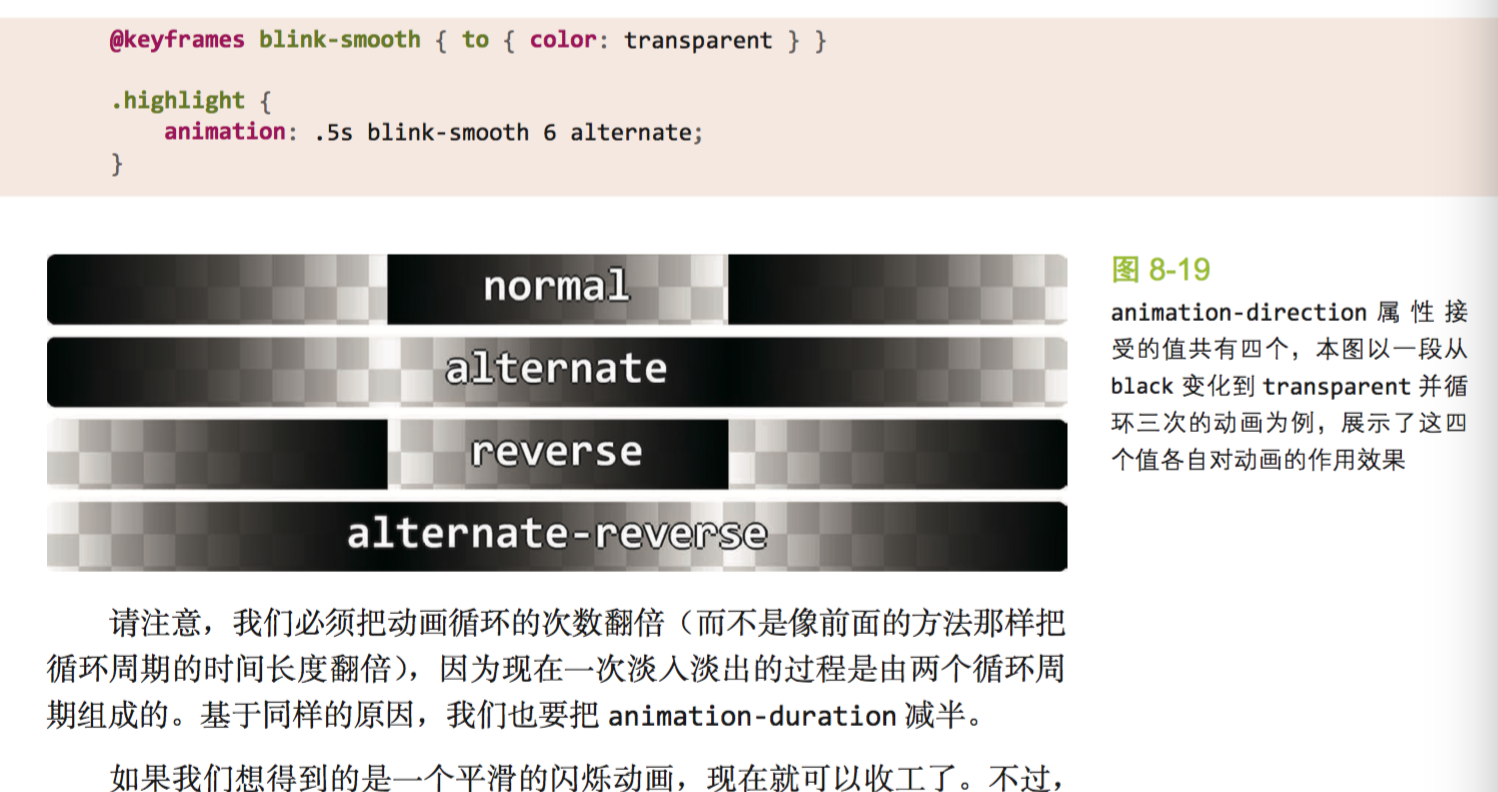 @keyframes blink-smooth { to { color: transparent } }
.highlight {
    animation: .5s blink-smooth 6 alternate;
}
normal
alternate
reverse
alternate-reverse
图 8-19
animation-direction 属性接
受的值共有四个，本图以一段从
black 变化到 transparent 并循
环三次的动画为例，展示了这四
个值各自对动画的作用效果
请注意，我们必须把动画循环的次数翻倍（而不是像前面的方法那样把
循环周期的时间长度翻倍），因为现在一次淡入淡出的过程是由两个循环周
期组成的。基于同样的原因，我们也要把 animation-duration 减半。
如果我们想得到的是一个平滑的闪烁动画，现在就可以收工了。不过，